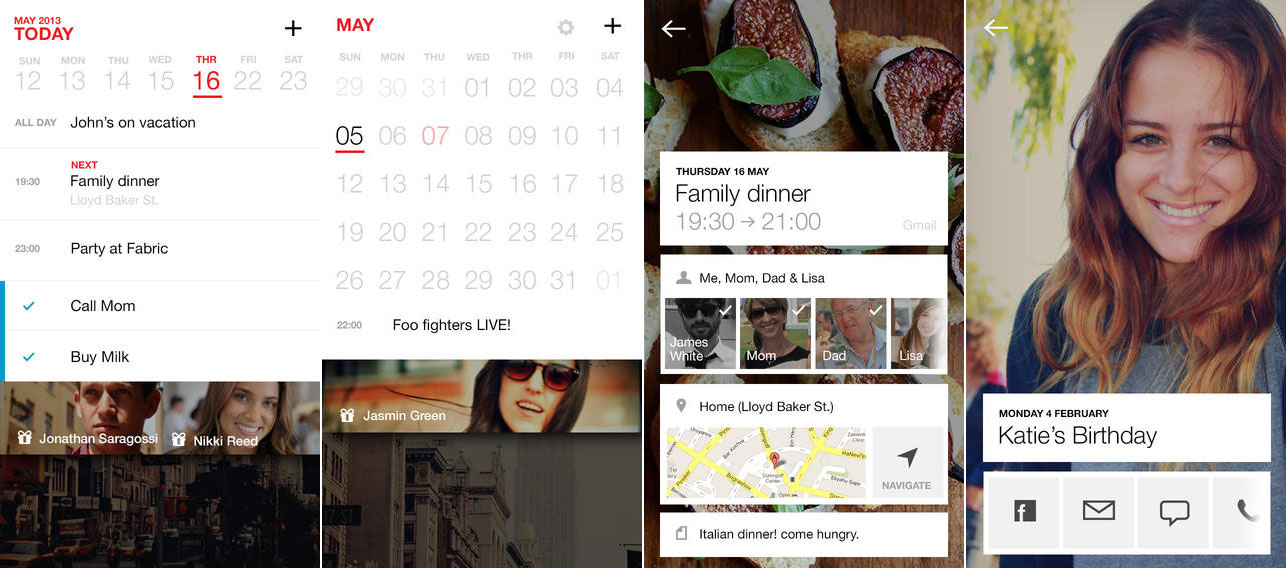 MAY 2013
TODAY
SUN MON THU WED THR FRI SAT
12 13 14 15 16 22 23
ALL DAY John's on vacation
NEXT
19:30 Family dinner
Lloyd Baker St.
23:00 Party at Fabric
Call Mom
Buy Milk
Jonathan Saragossi Nikki Reed
MAY
SUN MON THU WED THR FRI SAT
29 30 31 01 02 03 04
05 06 07 08 09 10 11
12 13 14 15 16 17 18
19 20 21 22 23 24 25
26 27 28 29 30 31 01
22:00 Foo fighters LIVE!
Jasmin Green
THURSDAY 16 MAY
Family dinner
19:30 → 21:00 Gmail
Me, Mom, Dad & Lisa
James
White Mom Dad Lisa
Home (Lloyd Baker St.)
A
Dizengoff
Center
NAVIGATE
Italian dinner! come hungry.
MONDAY 4 FEBRUARY
Katie's Birthday
f